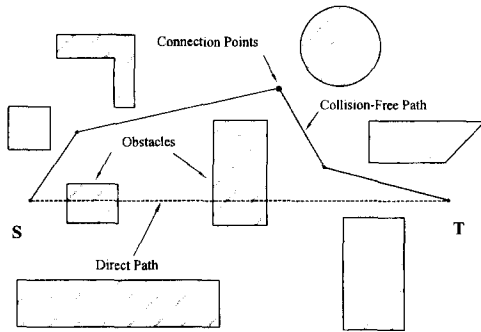 Connection Points
Collision-Free Path
Obstacles
S
T
Direct Path